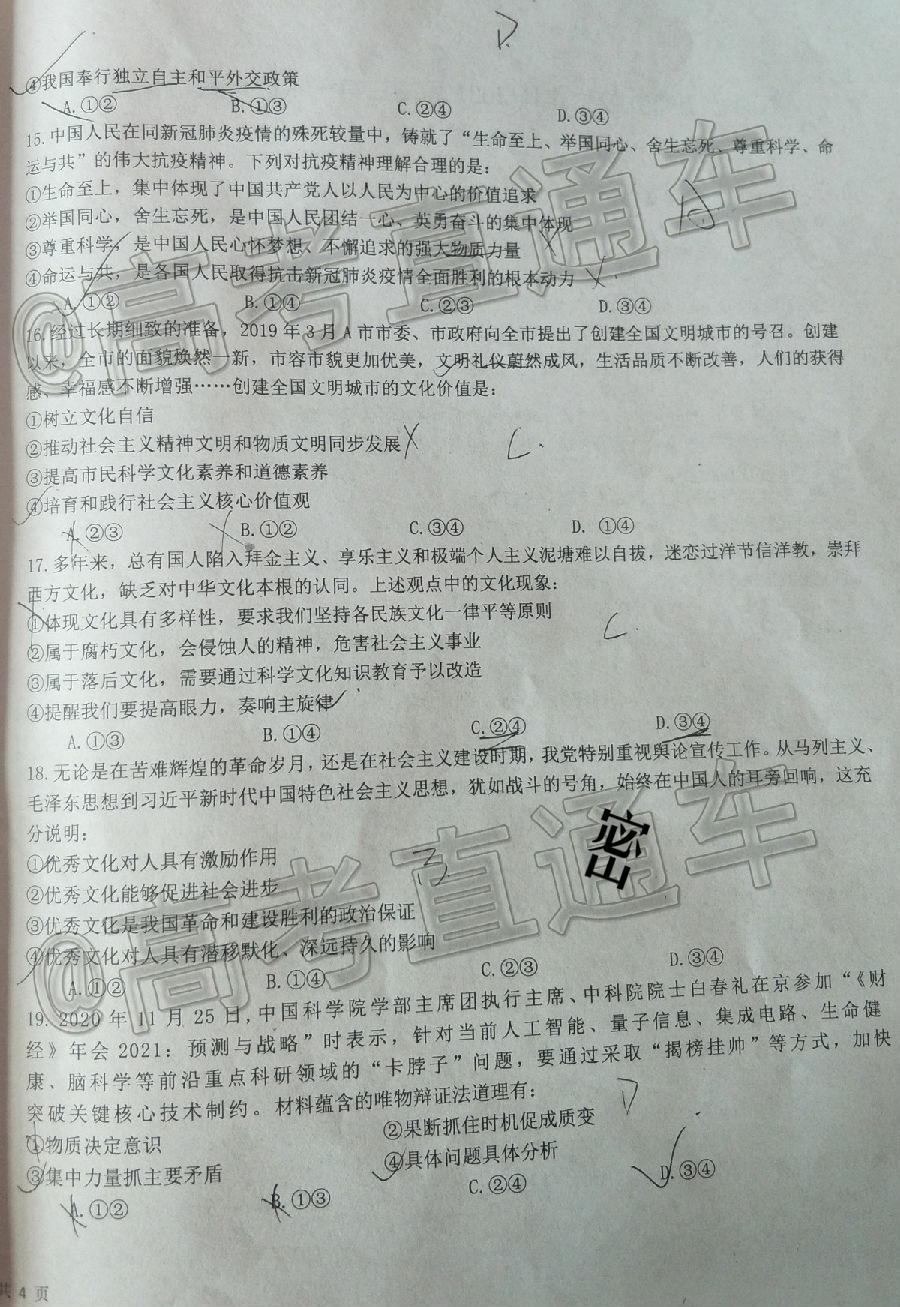 D.
④我国奉行独立自主和平外交政策
A.①② B.①③ C.②④ D.③④
15.中国人民在同新冠肺炎疫情的殊死较量中，铸就了“生命至上、举国同心、舍生忘死、尊重科学、命
运与共”的伟大抗疫精神。下列对抗疫精神理解合理的是：
①生命至上，集中体现了中国共产党人以人民为中心的价值追求
②举国同心，舍生忘死，是中国人民团结一心、英勇奋斗的集中体现
③尊重科学，是中国人民心怀梦想、不懈追求的强大物质力量
④命运与共，是各国人民取得抗击新冠肺炎疫情全面胜利的根本动力
A.①② B.①④ C.②③ D.③④
16.经过长期细致的准备，2019年3月A市市委、市政府向全市提出了创建全国文明城市的号召。创建
以来，全市的面貌焕然一新，市容市貌更加优美，文明礼仪蔚然成风，生活品质不断改善，人们的获得
感、幸福感不断增强……创建全国文明城市的文化价值是：
①树立文化自信
②推动社会主义精神文明和物质文明同步发展
C.
③提高市民科学文化素养和道德素养
④培育和践行社会主义核心价值观
A.②③ B.①② C.③④ D. ①④
17.多年来，总有国人陷入拜金主义、享乐主义和极端个人主义泥塘难以自拔，迷恋过洋节信洋教，崇拜
西方文化，缺乏对中华文化本根的认同。上述观点中的文化现象：
①体现文化具有多样性，要求我们坚持各民族文化一律平等原则
C.
②属于腐朽文化，会侵蚀人的精神，危害社会主义事业
③属于落后文化，需要通过科学文化知识教育予以改造
④提醒我们要提高眼力，奏响主旋律
A.①③ B.①④ C.②④ D.③④
18.无论是在苦难辉煌的革命岁月，还是在社会主义建设时期，我党特别重视舆论宣传工作。从马列主义、
毛泽东思想到习近平新时代中国特色社会主义思想，犹如战斗的号角，始终在中国人的耳旁回响，这充
分说明：
密
①优秀文化对人具有激励作用
B
②优秀文化能够促进社会进步
③优秀文化是我国革命和建设胜利的政治保证
④优秀文化对人具有潜移默化、深远持久的影响
A.①② B.①④ C.②③ D.③④
19.2020年11月25日，中国科学院学部主席团执行主席、中科院院士白春礼在京参加“《财
经》年会2021：预测与战略”时表示，针对当前人工智能、量子信息、集成电路、生命健
康、脑科学等前沿重点科研领域的“卡脖子”问题，要通过采取“揭榜挂帅”等方式，加快
突破关键核心技术制约。材料蕴含的唯物辩证法道理有：
D
①物质决定意识 ②果断抓住时机促成质变
③集中力量抓主要矛盾 ④具体问题具体分析
A.①② B.①③ C.②④ D.③④
共4页
@高考直通车
@高考直通车